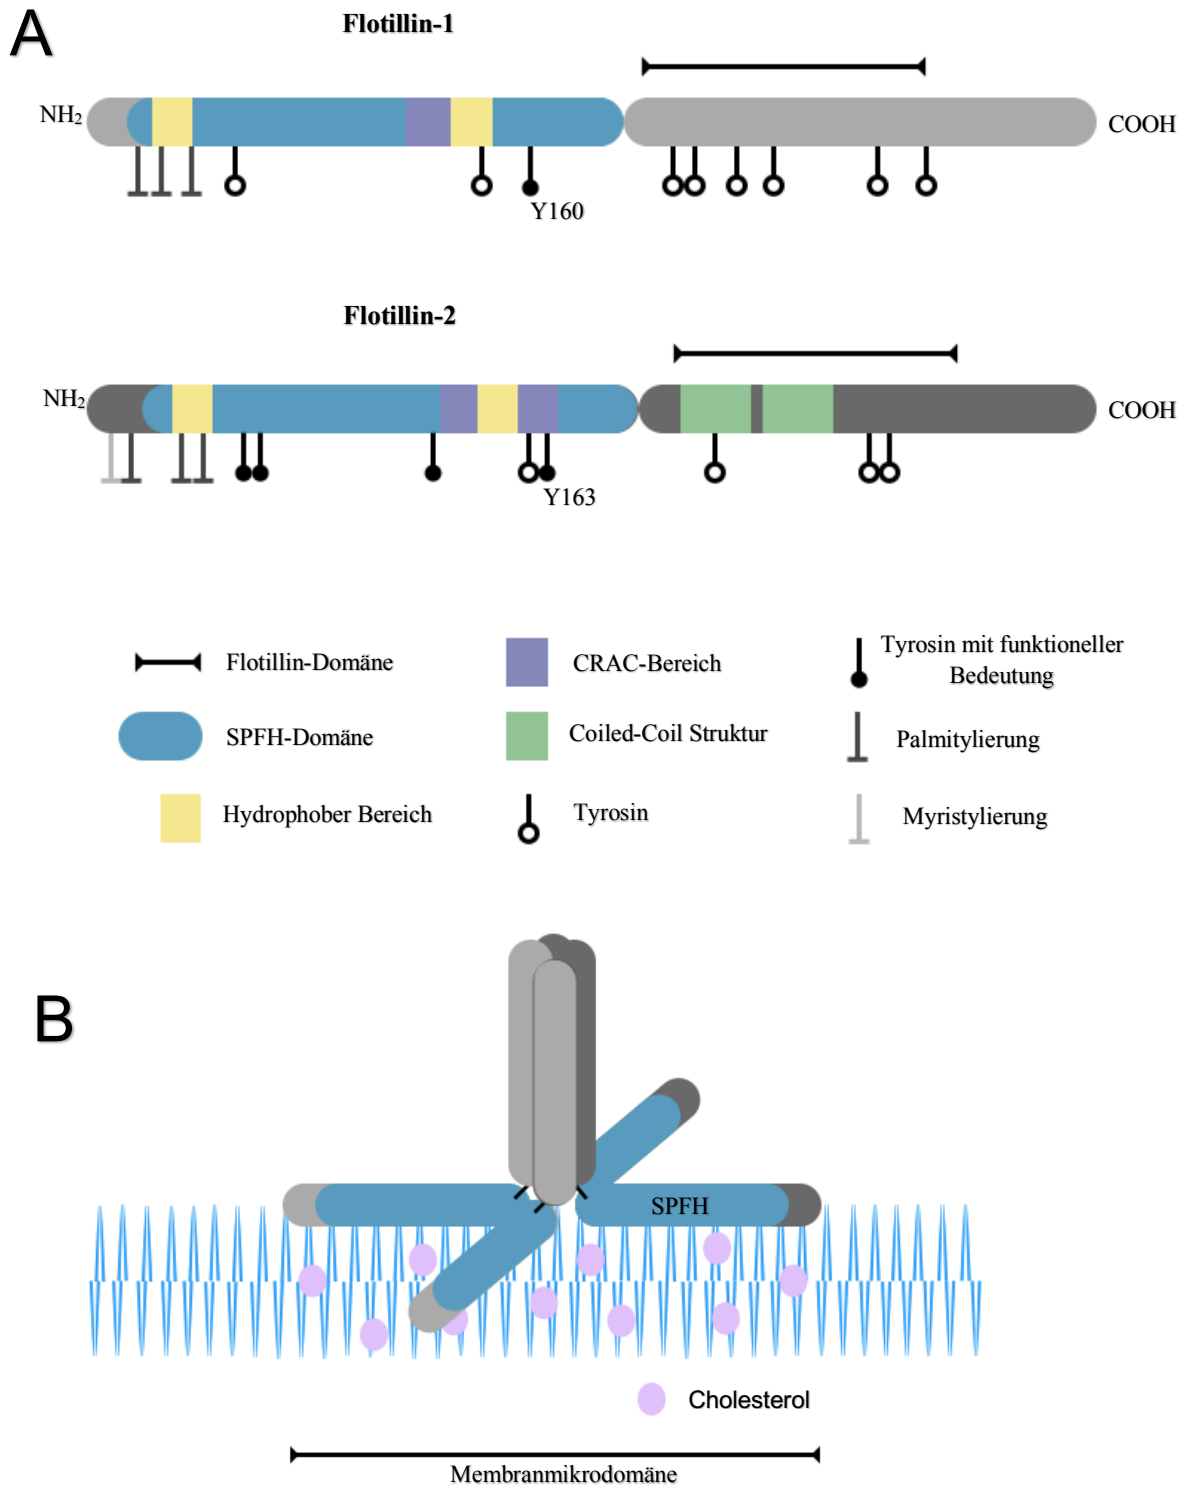 A
Flotillin-1
NH2
COOH
Y160
Flotillin-2
NH2
COOH
Y163
Flotillin-Domäne
CRAC-Bereich
Tyrosin mit funktioneller
Bedeutung
SPFH-Domäne
Coiled-Coil Struktur
Palmitylierung
Hydrophober Bereich
Tyrosin
Myristylierung
B
SPFH
Cholesterol
Membranmikrodomäne